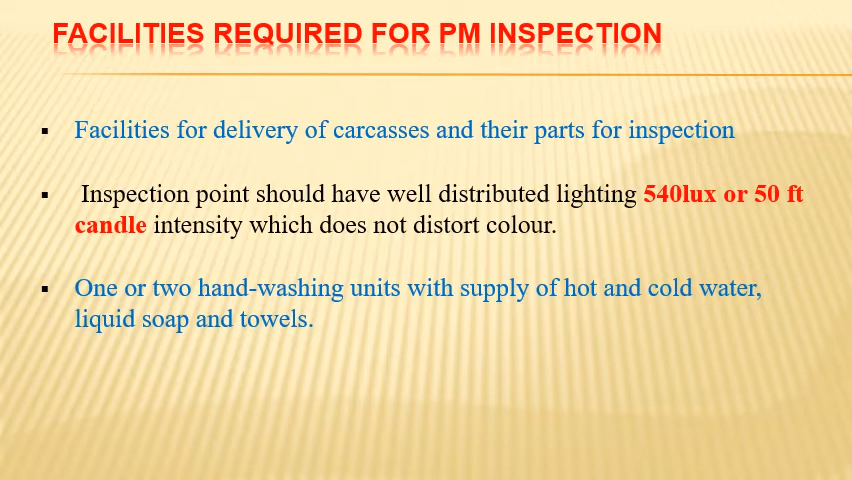 FACILITIES REQUIRED FOR PM INSPECTION
▪ Facilities for delivery of carcasses and their parts for inspection
▪ Inspection point should have well distributed lighting 540lux or 50 ft
candle intensity which does not distort colour.
▪ One or two hand-washing units with supply of hot and cold water,
liquid soap and towels.